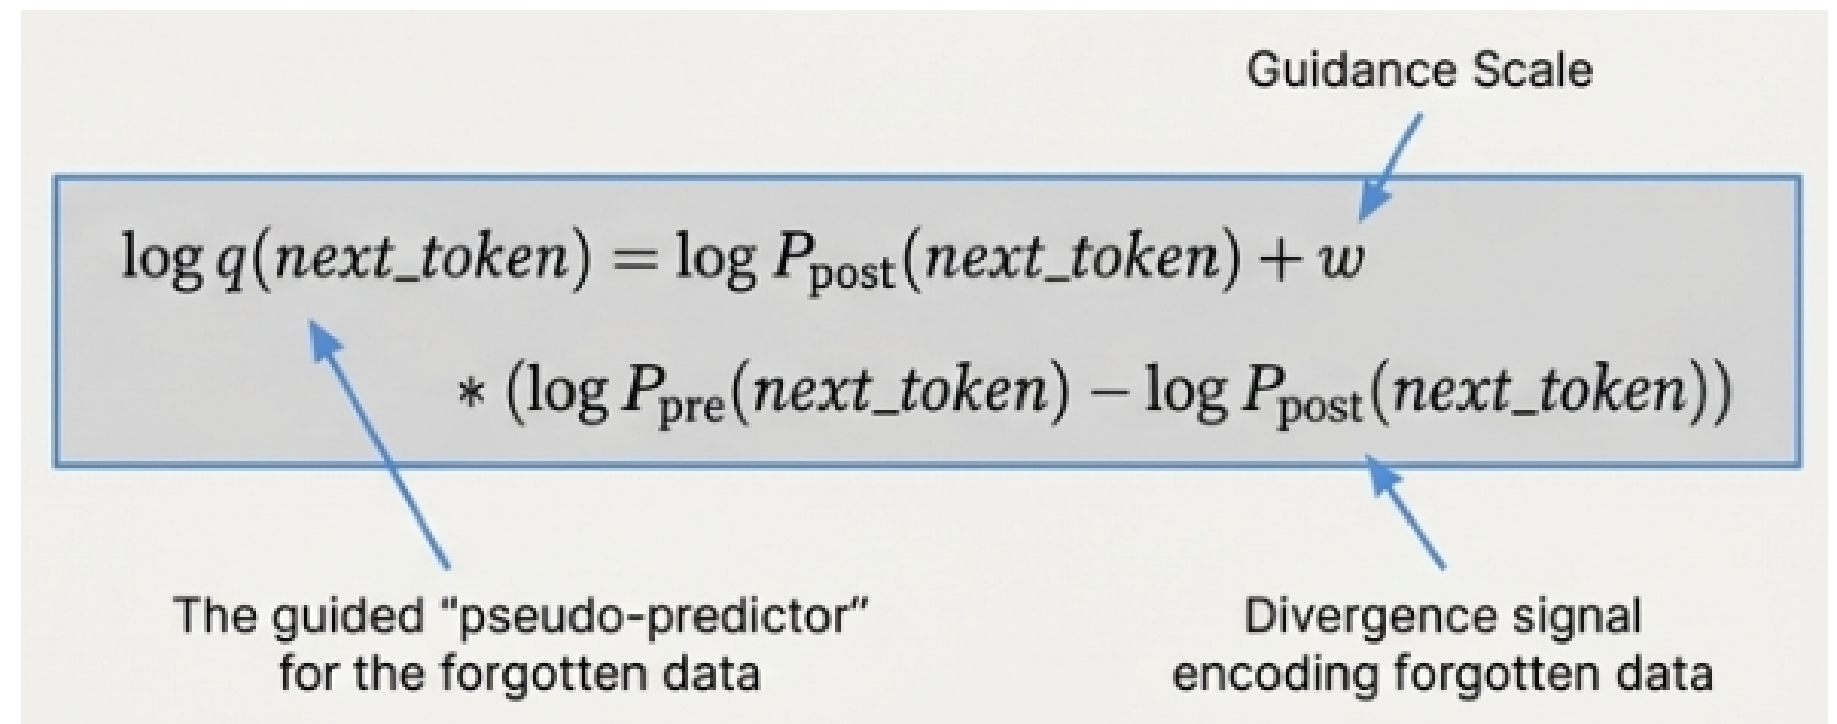 Guidance Scale
log q(next_token) = log P_post(next_token) + w
* (log P_pre(next_token) − log P_post(next_token))
The guided “pseudo-predictor”
for the forgotten data
Divergence signal
encoding forgotten data